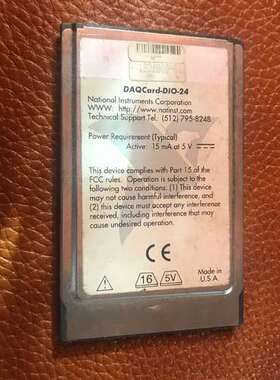 DAQCard-DIO-24
National Instruments Corporation
WWW: http://www.natinst.com
Technical Support Tel. (512) 795-8248
Power Requirement (Typical)
Active: 15 mA at 5 V
This device complies with Part 15 of the
FCC rules. Operation is subject to the
following two conditions. (1) This device
may not cause harmful interference, and
(2) this device must accept any interference
received, including interference that may
cause undesired operation.
CE
16 5V
Made in
U.S.A.